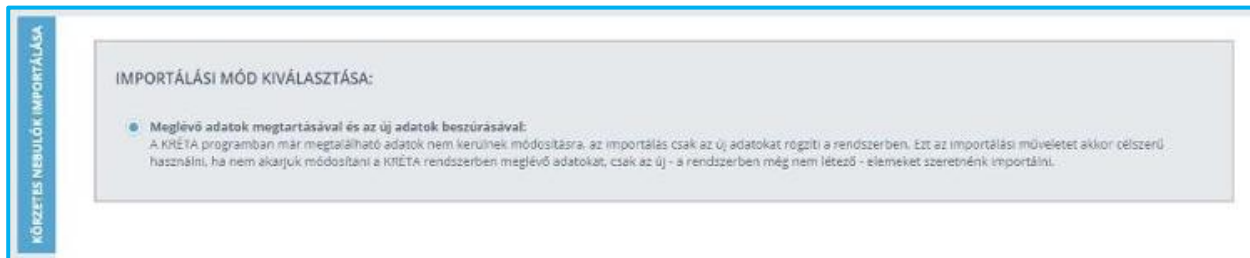 KÖRZETES NEBULÓK IMPORTÁLÁSA
IMPORTÁLÁSI MÓD KIVÁLASZTÁSA:
Meglévő adatok megtartásával és az új adatok beszúrásával:
A KRÉTA programban már megtalálható adatok nem kerülnek módosításra, az importálás csak az új adatokat rögzíti a rendszerben. Ezt az importálási műveletet akkor célszerű
használni, ha nem akarjuk módosítani a KRÉTA rendszerben meglévő adatokat, csak az új - a rendszerben még nem létező - elemeket szeretnénk importálni.